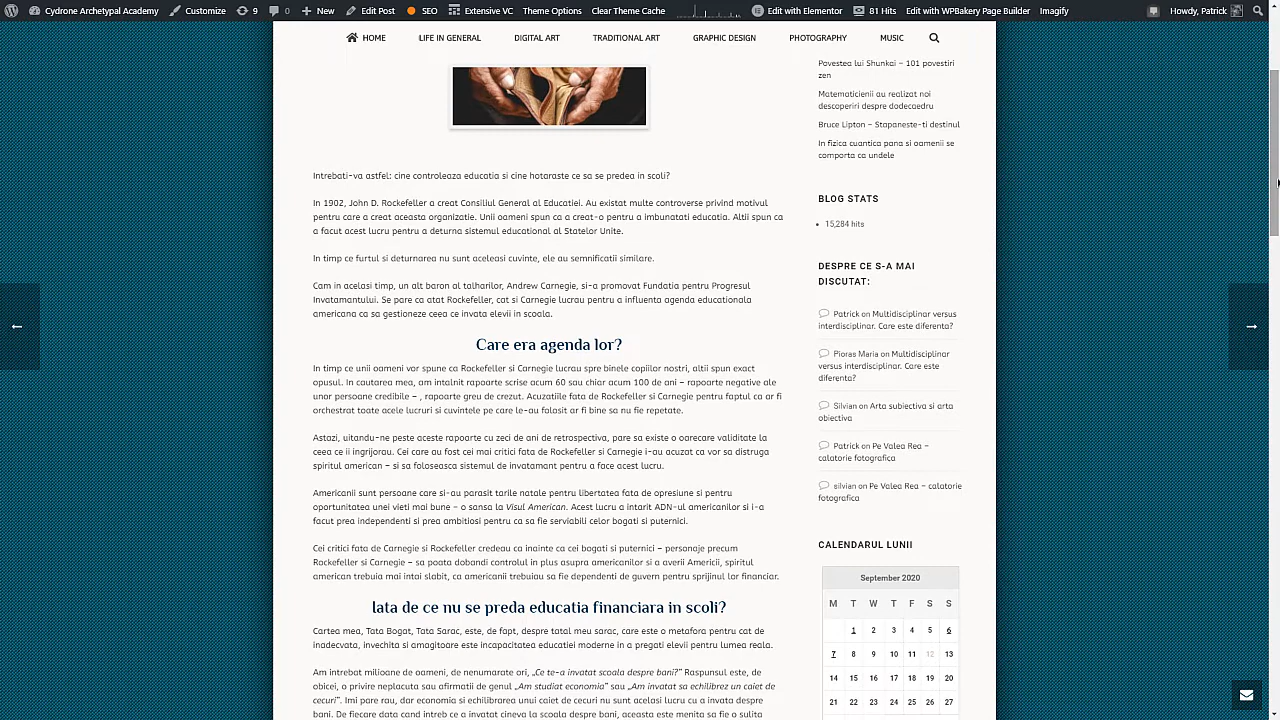 Cydrone Archetypal Academy Customize 9 0 New Edit Post SEO Extensions Clear Cache Edit with Elementor 81 Hits Edit with WPBakery Page Builder Imagify Howdy, Patrick
HOME LIFE IN GENERAL DIGITAL ART TRADITIONAL ART GRAPHIC DESIGN PHOTOGRAPHY MUSIC
Intrebati-va astfel: cine controleaza educatia si cine hotaraste ce sa se predea in scoli?
In 1902, John D. Rockefeller a creat Consiliul General al Educatiei. Au existat multe controverse privind motivul
pentru care a creat aceasta organizatie. Unii oameni spun ca a creat-o pentru a imbunatati educatia. Altii spun ca
a facut acest lucru pentru a deturna sistemul educational al Statelor Unite.
In timp ce furtul si deturnarea nu sunt aceleasi cuvinte, ele au semnificatii similare.
Cam in acelasi timp, un alt baron al talharilor, Andrew Carnegie, si-a promovat Fundatia pentru Progresul
Invatamantului. Se pare ca atat Rockefeller, cat si Carnegie lucrau pentru a influenta agenda educationala
americana ca sa gestioneze ceea ce invata elevii in scoala.
Care era agenda lor?
In timp ce unii oameni vor spune ca Rockefeller si Carnegie lucrau spre binele copiilor nostri, altii spun exact
opusul. In cautarea mea, am intalnit rapoarte scrise acum 60 sau chiar acum 100 de ani – rapoarte negative ale
unor persoane credibile – , rapoarte greu de crezut. Acuzatiile fata de Rockefeller si Carnegie pentru faptul ca ar fi
orchestrat toate acele lucruri si cuvintele pe care le-au folosit ar fi bine sa nu fie repetate.
Astazi, uitandu-ne peste aceste rapoarte cu zeci de ani de retrospectiva, pare sa existe o oarecare validitate la
ceea ce ii ingrijorau. Cei care au fost cei mai critici fata de Rockefeller si Carnegie i-au acuzat ca vor sa distruga
spiritul american – si sa foloseasca sistemul de invatamant pentru a face acest lucru.
Americanii sunt persoane care si-au parasit tarile natale pentru libertatea fata de opresiune si pentru
oportunitatea unei vieti mai bune – o sansa la Visul American. Acest lucru a intarit ADN-ul americanilor si i-a
facut prea independenti si prea ambitiosi pentru ca sa fie serviabili celor bogati si puternici.
Cei critici fata de Carnegie si Rockefeller credeau ca inainte ca cei bogati si puternici – personaje precum
Rockefeller si Carnegie – sa poata dobandi controlul in plus asupra americanilor si a averii Americii, spiritul
american trebuia mai intai slabit, ca americanii trebuiau sa fie dependenti de guvern pentru sprijinul lor financiar.
Iata de ce nu se preda educatia financiara in scoli?
Cartea mea, Tata Bogat, Tata Sarac, este, de fapt, despre tatal meu sarac, care este o metafora pentru cat de
inadecvata, invechita si amagitoare este incapacitatea educatiei moderne in a pregati elevii pentru lumea reala.
Am intrebat milioane de oameni, de nenumarate ori, „Ce te-a invatat scoala despre bani?” Raspunsul este, de
obicei, o privire neplacuta sau afirmatii de genul „Am studiat economia” sau „Am invatat sa echilibrez un caiet de
cecuri”. Imi pare rau, dar economia si echilibrarea unui caiet de cecuri nu sunt acelasi lucru cu a invata despre
bani. De fiecare data cand intreb ce a invatat cineva la scoala despre bani, aceasta este menita sa fie o sulita
Povestea lui Shunkai – 101 povestiri
zen
Matematicienii au realizat noi
descoperiri despre dodecaedru
Bruce Lipton – Stapaneste-ti destinul
In fizica cuantica pana si oamenii se
comporta ca undele
BLOG STATS
15,284 hits
DESPRE CE S-A MAI
DISCUTAT:
Patrick on Multidisciplinar versus
interdisciplinar. Care este diferenta?
Pioras Maria on Multidisciplinar
versus interdisciplinar. Care este
diferenta?
Silvian on Arta subiectiva si arta
obiectiva
Patrick on Pe Valea Rea –
calatorie fotografica
silvian on Pe Valea Rea – calatorie
fotografica
CALENDARUL LUNII
September 2020
M T W T F S S
1 2 3 4 5 6
7 8 9 10 11 12 13
14 15 16 17 18 19 20
21 22 23 24 25 26 27